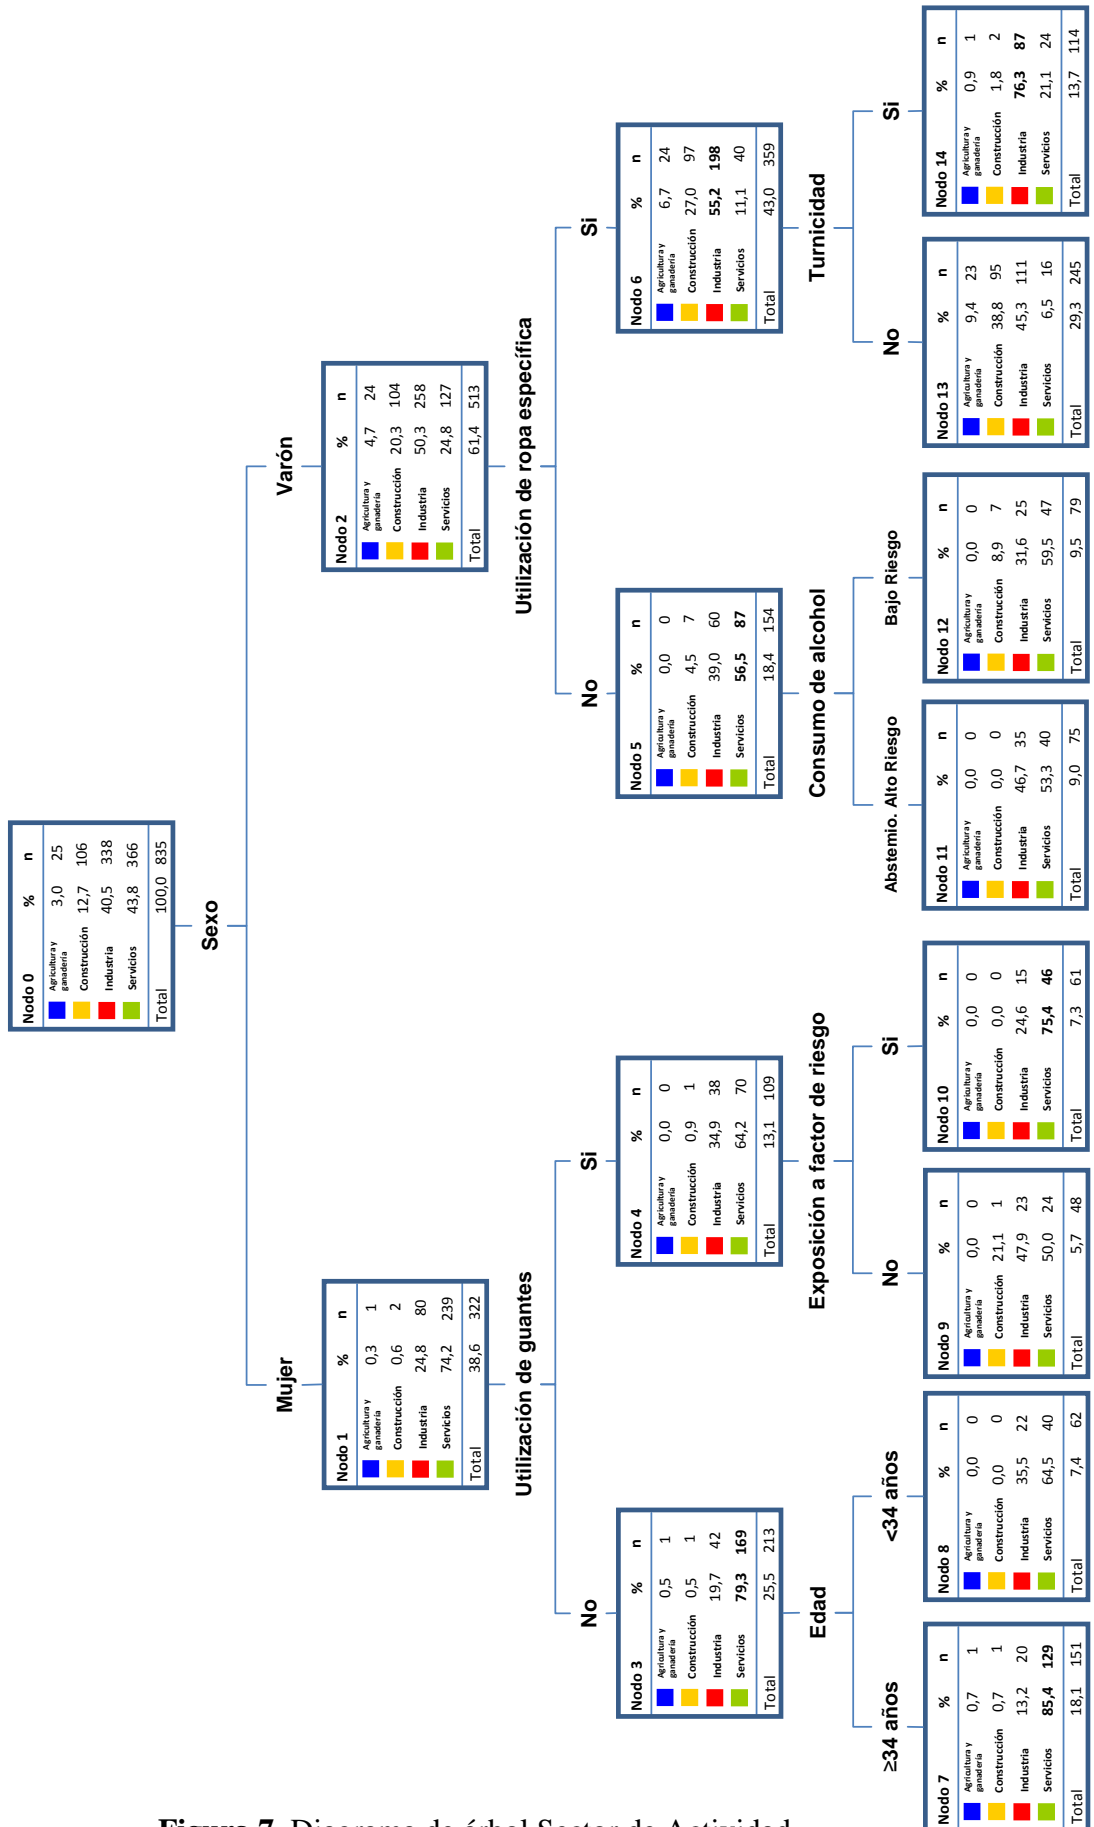 Nodo 0 % n
Agricultura y ganadería 3,0 25
Construcción 12,7 106
Industria 40,5 338
Servicios 43,8 366
Total 100,0 835
Sexo
Mujer
Varón
Nodo 1 % n
Agricultura y ganadería 0,3 1
Construcción 0,6 2
Industria 24,8 80
Servicios 74,2 239
Total 38,6 322
Nodo 2 % n
Agricultura y ganadería 4,7 24
Construcción 20,3 104
Industria 50,3 258
Servicios 24,8 127
Total 61,4 513
Utilización de guantes
Utilización de ropa específica
No
Si
No
Si
Nodo 3 % n
Agricultura y ganadería 0,5 1
Construcción 0,5 1
Industria 19,7 42
Servicios 79,3 169
Total 25,5 213
Nodo 4 % n
Agricultura y ganadería 0,0 0
Construcción 0,9 1
Industria 34,9 38
Servicios 64,2 70
Total 13,1 109
Nodo 5 % n
Agricultura y ganadería 0,0 0
Construcción 4,5 7
Industria 39,0 60
Servicios 56,5 87
Total 18,4 154
Nodo 6 % n
Agricultura y ganadería 6,7 24
Construcción 27,0 97
Industria 55,2 198
Servicios 11,1 40
Total 43,0 359
Edad
Exposición a factor de riesgo
Consumo de alcohol
Turnicidad
≥34 años
<34 años
No
Si
Abstemio. Alto Riesgo
Bajo Riesgo
No
Si
Nodo 7 % n
Agricultura y ganadería 0,7 1
Construcción 0,7 1
Industria 13,2 20
Servicios 85,4 129
Total 18,1 151
Nodo 8 % n
Agricultura y ganadería 0,0 0
Construcción 0,0 0
Industria 35,5 22
Servicios 64,5 40
Total 7,4 62
Nodo 9 % n
Agricultura y ganadería 0,0 0
Construcción 21,1 1
Industria 47,9 23
Servicios 50,0 24
Total 5,7 48
Nodo 10 % n
Agricultura y ganadería 0,0 0
Construcción 0,0 0
Industria 24,6 15
Servicios 75,4 46
Total 7,3 61
Nodo 11 % n
Agricultura y ganadería 0,0 0
Construcción 0,0 0
Industria 46,7 35
Servicios 53,3 40
Total 9,0 75
Nodo 12 % n
Agricultura y ganadería 0,0 0
Construcción 8,9 7
Industria 31,6 25
Servicios 59,5 47
Total 9,5 79
Nodo 13 % n
Agricultura y ganadería 9,4 23
Construcción 38,8 95
Industria 45,3 111
Servicios 6,5 16
Total 29,3 245
Nodo 14 % n
Agricultura y ganadería 0,9 1
Construcción 1,8 2
Industria 76,3 87
Servicios 21,1 24
Total 13,7 114
Figura 7. Diagrama de árbol Sector de Actividad